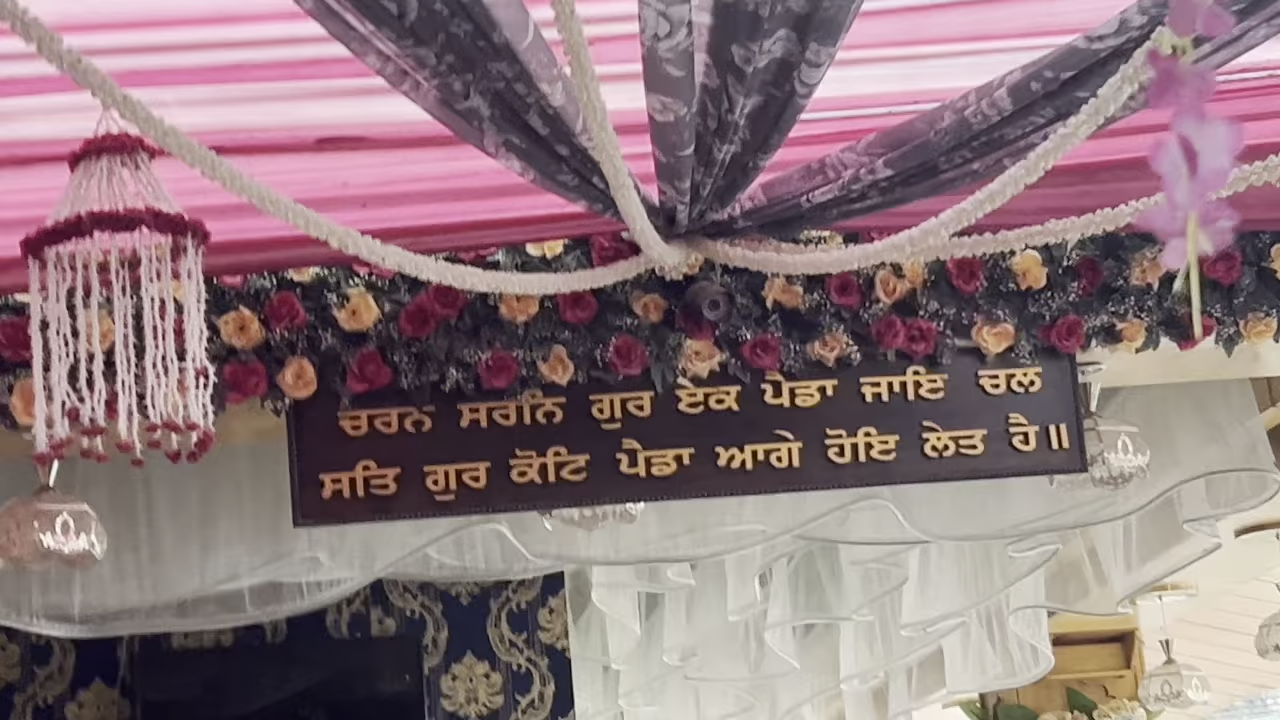 ਚਰਨ ਸਰਨਿ ਗੁਰ ਏਕ ਪੈਡਾ ਜਾਇ ਚਲ
ਸਤਿ ਗੁਰ ਕੋਟਿ ਪੈਡਾ ਆਗੇ ਹੋਇ ਲੇਤ ਹੈ॥